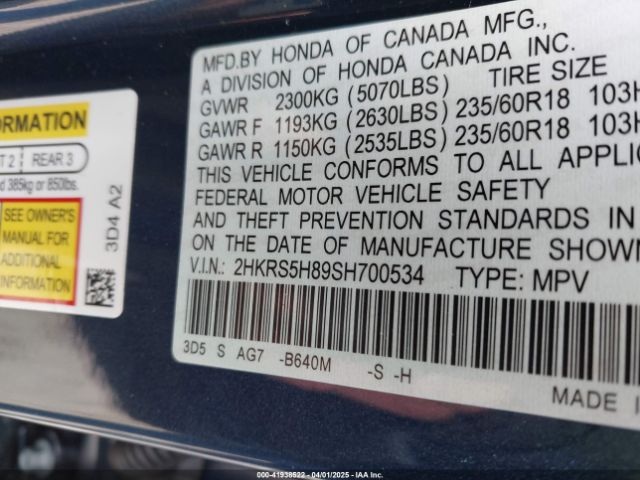 MFD.BY HONDA OF CANADA MFG.,
A DIVISION OF HONDA CANADA INC.
GVWR 2300KG (5070LBS) TIRE SIZE
GAWR F 1193KG (2630LBS) 235/60R18 103H
GAWR R 1150KG (2535LBS) 235/60R18 103H
THIS VEHICLE CONFORMS TO ALL APPLIC
FEDERAL MOTOR VEHICLE SAFETY
AND THEFT PREVENTION STANDARDS IN
ON THE DATE OF MANUFACTURE SHOWN
V.I.N.: 2HKRS5H89SH700534 TYPE: MPV
3D5 S AG7 -B640M -S -H
MADE I
ORMATION
T 2 REAR 3
d 385kg or 850lbs.
SEE OWNER'S
MANUAL FOR
ADDITIONAL
INFORMATION
3D4 A2
000-41938522 04/01/2025 - IAA Inc.